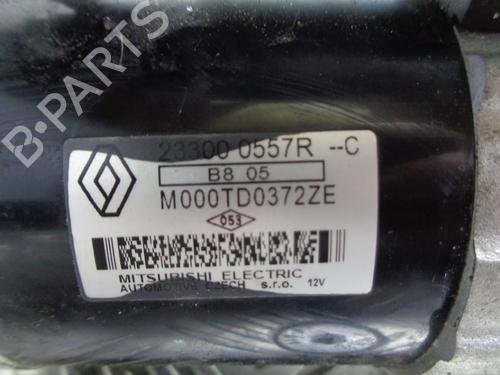 B-PARTS
23300 0557R --C
B8 05
M000TD0372ZE
053
MITSUBISHI ELECTRIC
AUTOMOTIVE CZECH s.r.o. 12V